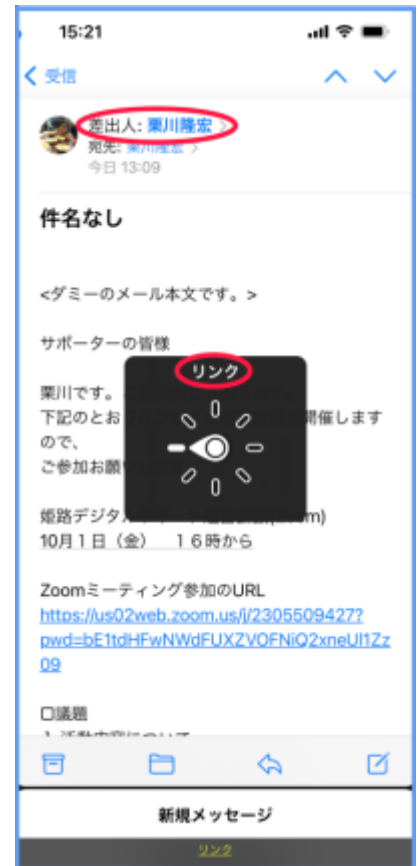 15:21
受信
差出人: 栗川隆宏
宛先: 栗川隆宏
今日 13:09
件名なし
<ダミーのメール本文です。>
サポーターの皆様
リンク
栗川です。
下記のとお 開催します
ので、
ご参加お願
姫路デジタ
10月1日（金） １６時から
Zoomミーティング参加のURL
https://us02web.zoom.us/j/2305509427?
pwd=bE1tdHFwNWdFUXZVOFNiQ2xneUl1Zz
09
口議題
新規メッセージ
リンク